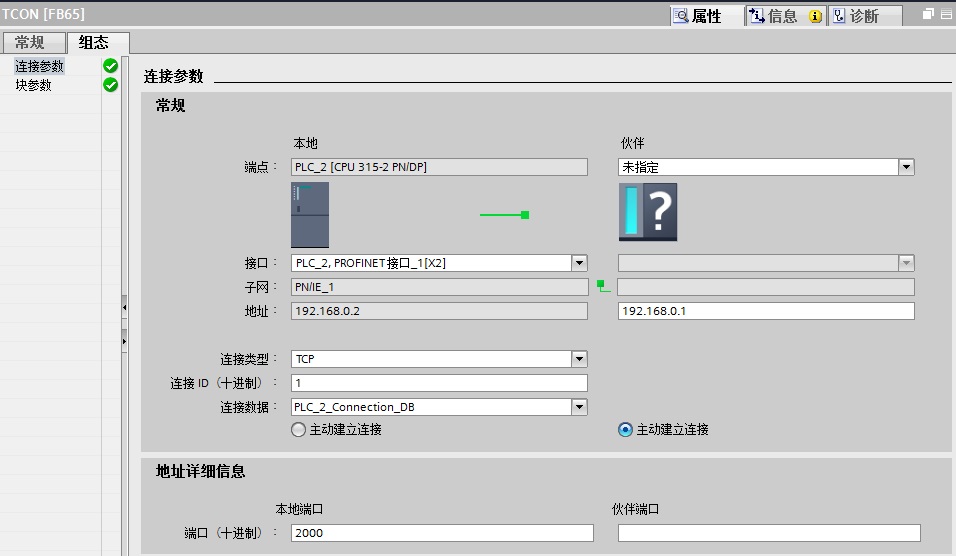 TCON [FB65]
属性 信息 诊断
常规 组态
连接参数
块参数
连接参数
常规
本地 伙伴
端点： PLC_2 [CPU 315-2 PN/DP] 未指定
?
接口： PLC_2, PROFINET接口_1[X2]
子网： PN/IE_1
地址： 192.168.0.2 192.168.0.1
连接类型： TCP
连接 ID（十进制）： 1
连接数据： PLC_2_Connection_DB
主动建立连接 主动建立连接
地址详细信息
本地端口 伙伴端口
端口（十进制）： 2000